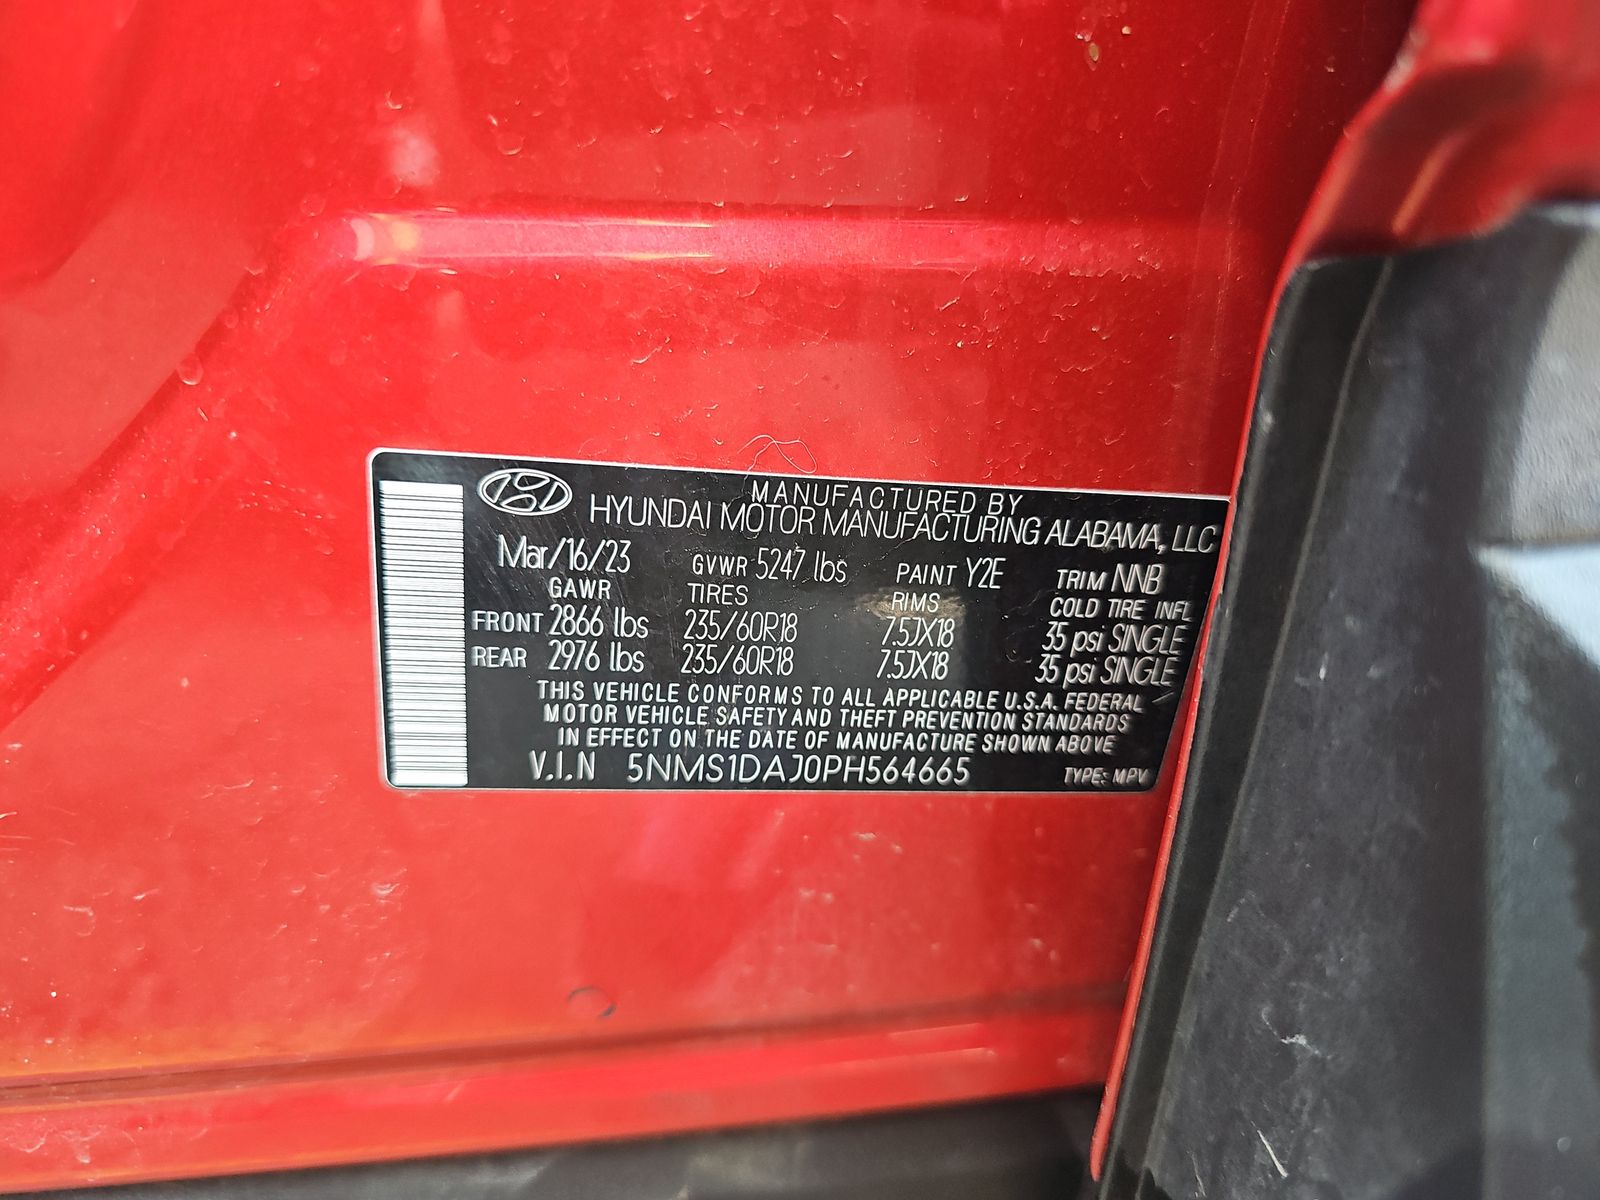 MANUFACTURED BY
HYUNDAI MOTOR MANUFACTURING ALABAMA, LLC
Mar/16/23 GVWR 5247 lbs PAINT Y2E TRIM NNB
GAWR TIRES RIMS COLD TIRE INFL
FRONT 2866 lbs 235/60R18 7.5JX18 35 psi SINGLE
REAR 2976 lbs 235/60R18 7.5JX18 35 psi SINGLE
THIS VEHICLE CONFORMS TO ALL APPLICABLE U.S.A. FEDERAL
MOTOR VEHICLE SAFETY AND THEFT PREVENTION STANDARDS
IN EFFECT ON THE DATE OF MANUFACTURE SHOWN ABOVE
V.I.N 5NMS1DAJ0PH564665 TYPE: MPV